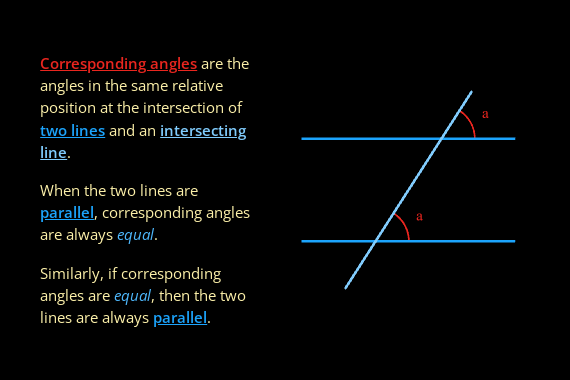 Corresponding angles are the
angles in the same relative
position at the intersection of
two lines and an intersecting
line.
When the two lines are
parallel, corresponding angles
are always equal.
Similarly, if corresponding
angles are equal, then the two
lines are always parallel.
a
a